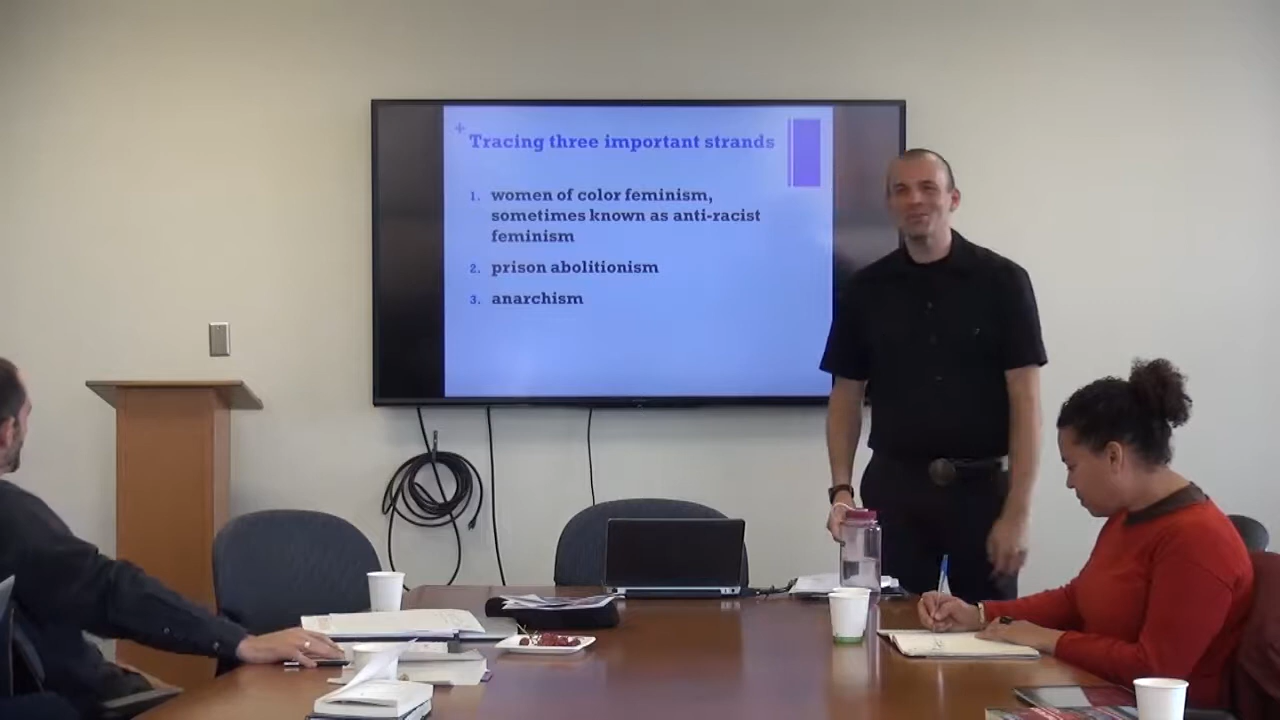 +
Tracing three important strands
1. women of color feminism,
sometimes known as anti-racist
feminism
2. prison abolitionism
3. anarchism